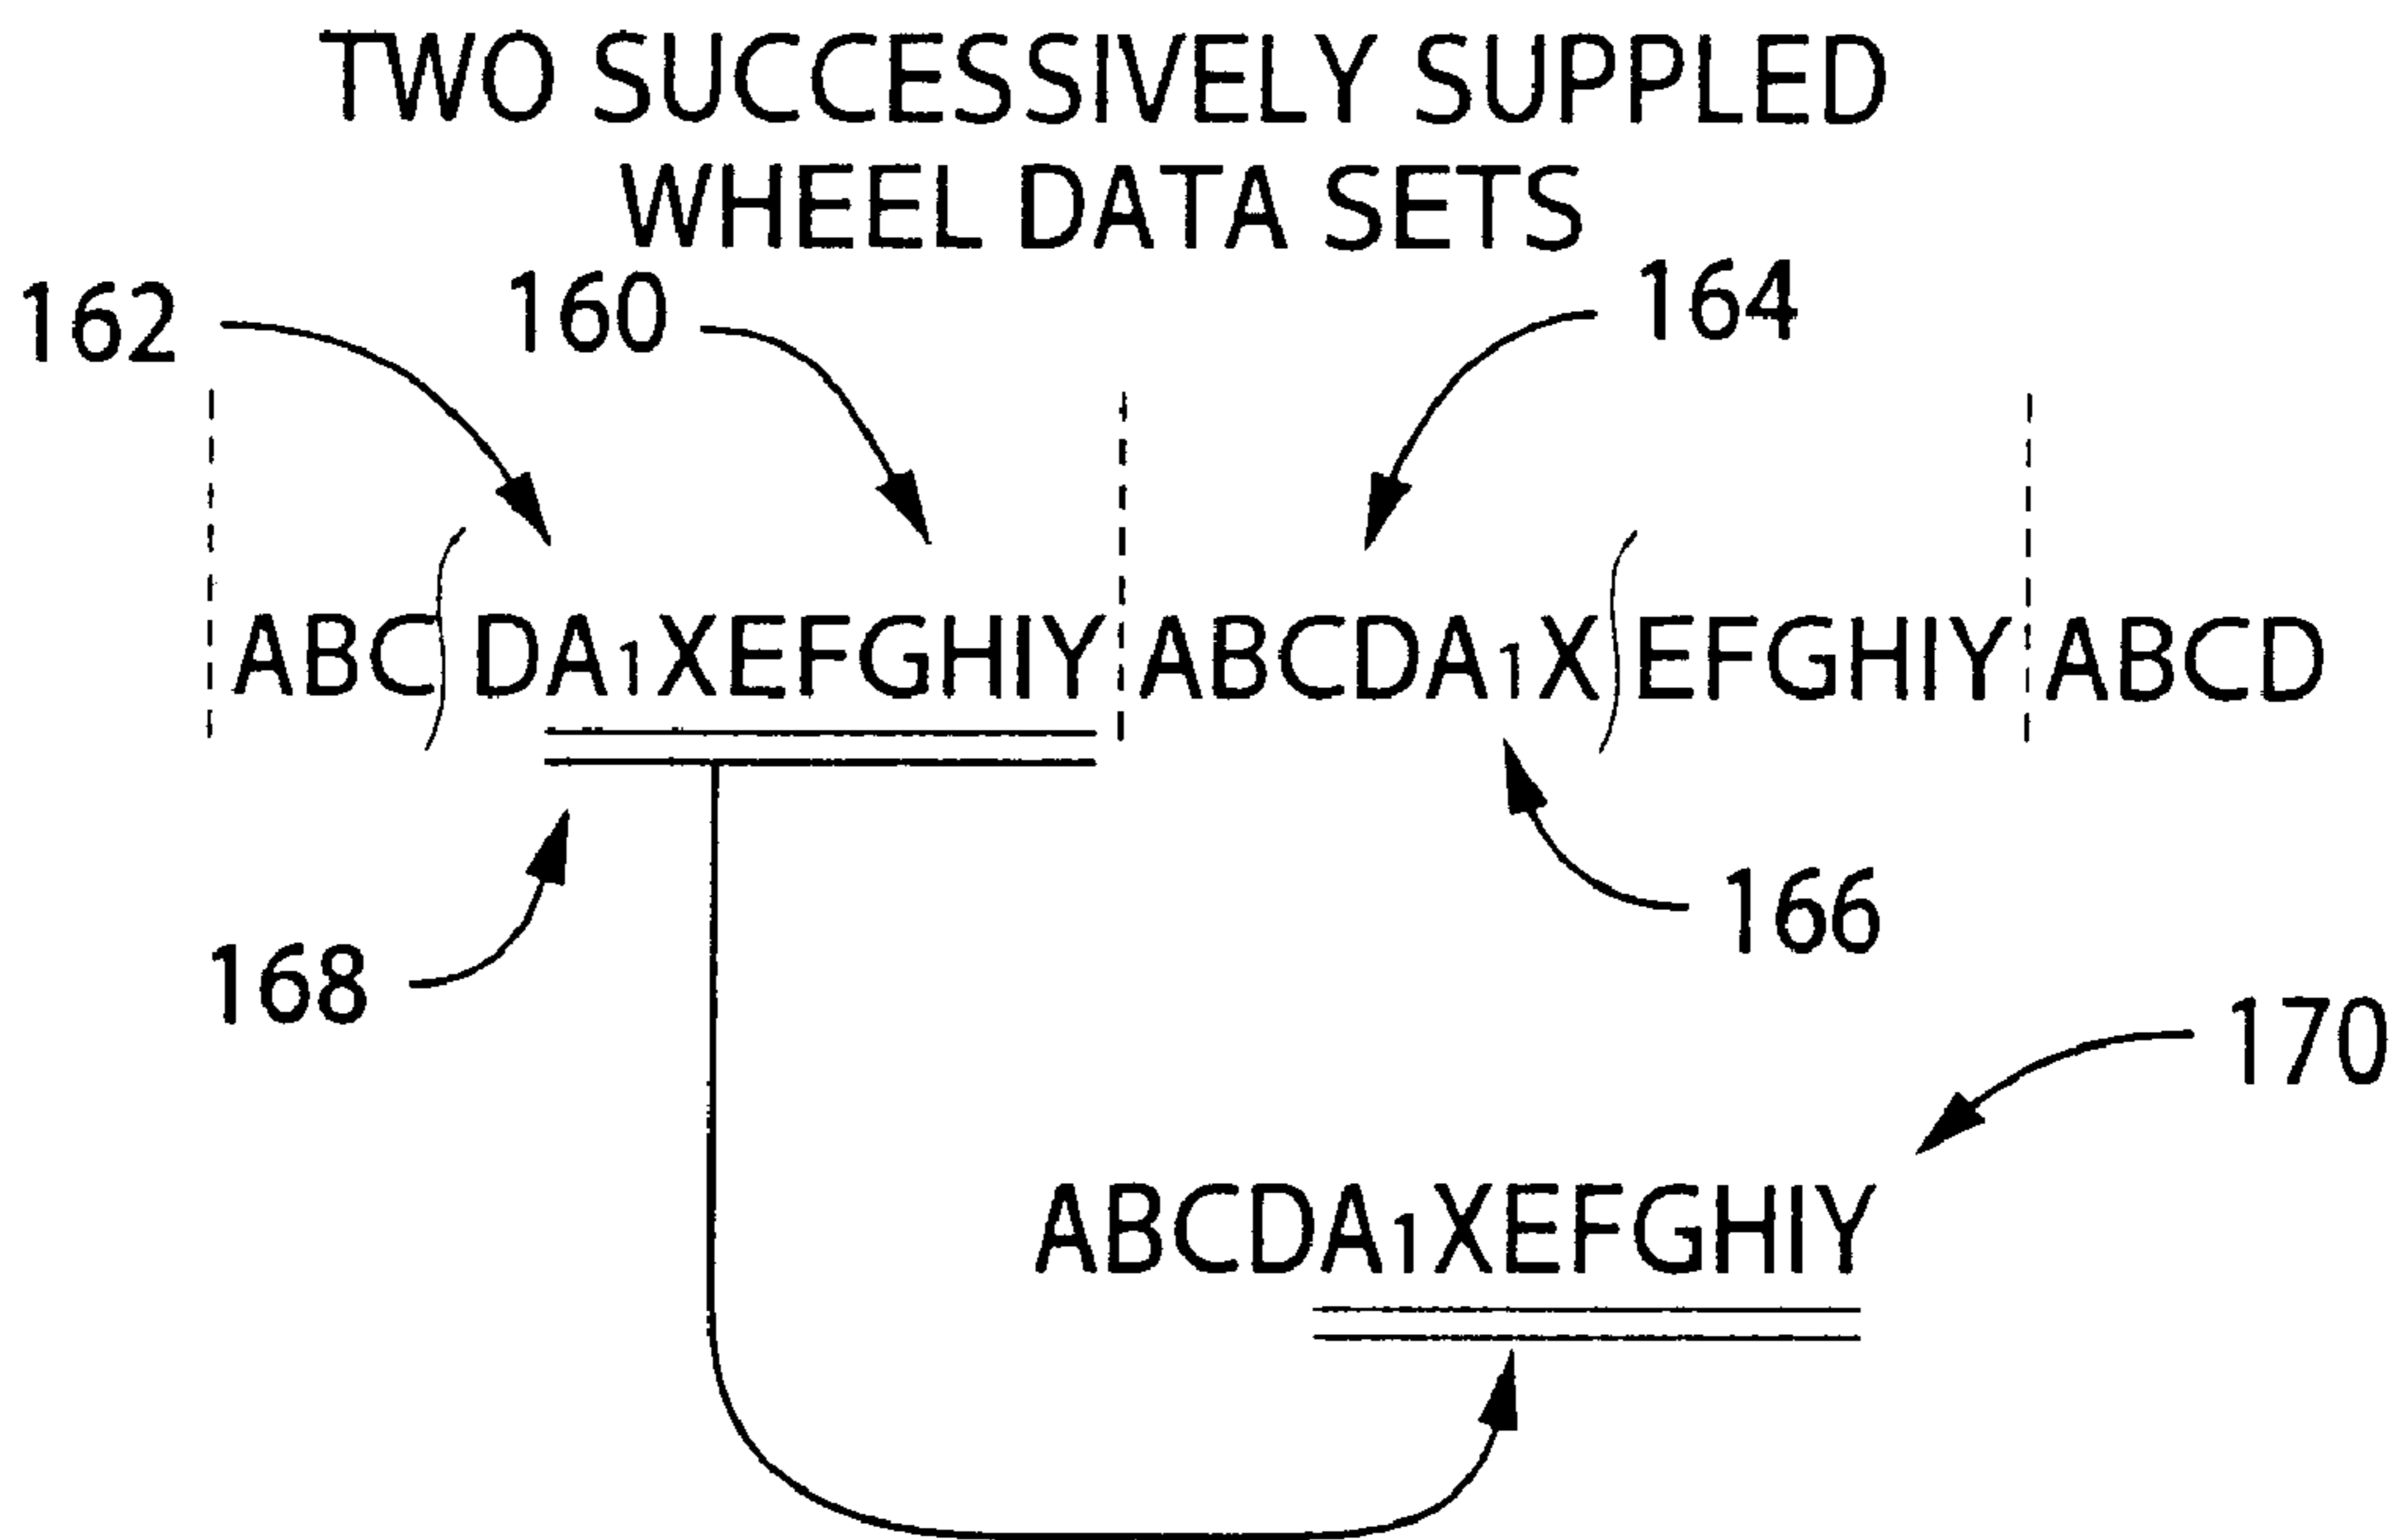 TWO SUCCESSIVELY SUPPLED
WHEEL DATA SETS
162 160 164
ABC DA1XEFGHIY ABCDA1X EFGHIY ABCD
168 166
170
ABCDA1XEFGHIY